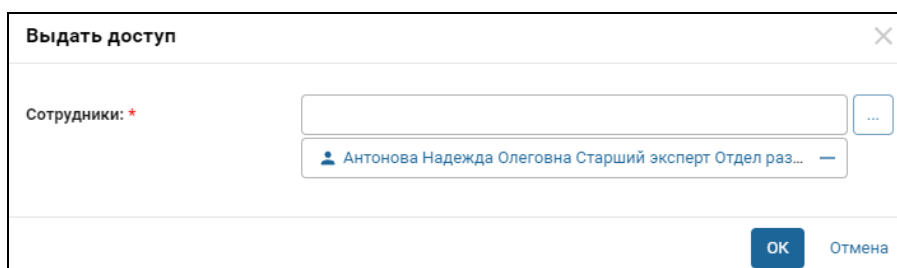 Выдать доступ
Сотрудники: *
...
Антонова Надежда Олеговна Старший эксперт Отдел раз...
ОК Отмена